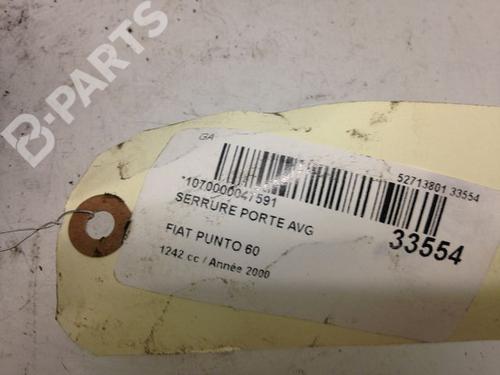 B-PARTS
GA
52713801 33554
*1070000047591
SERRURE PORTE AVG
33554
FIAT PUNTO 60
1242 cc / Année 2000